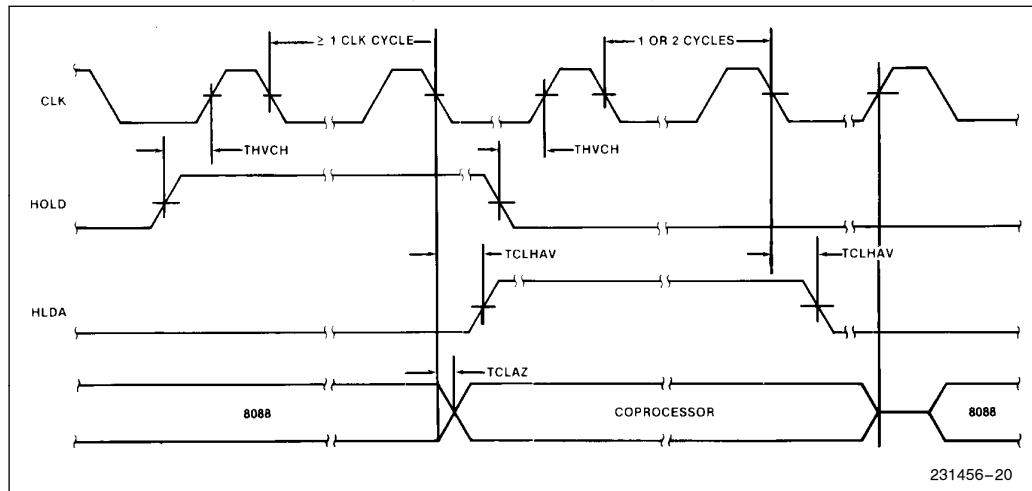 ≥ 1 CLK CYCLE
1 OR 2 CYCLES
CLK
THVCH
THVCH
HOLD
TCLHAV
TCLHAV
HLDA
TCLAZ
8088
COPROCESSOR
8088
231456–20